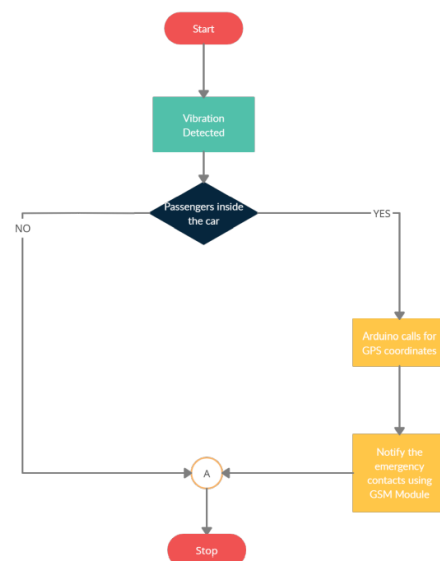 Start
Vibration
Detected
Passengers inside
the car
NO
YES
Arduino calls for
GPS coordinates
Notify the
emergency
contacts using
GSM Module
A
Stop